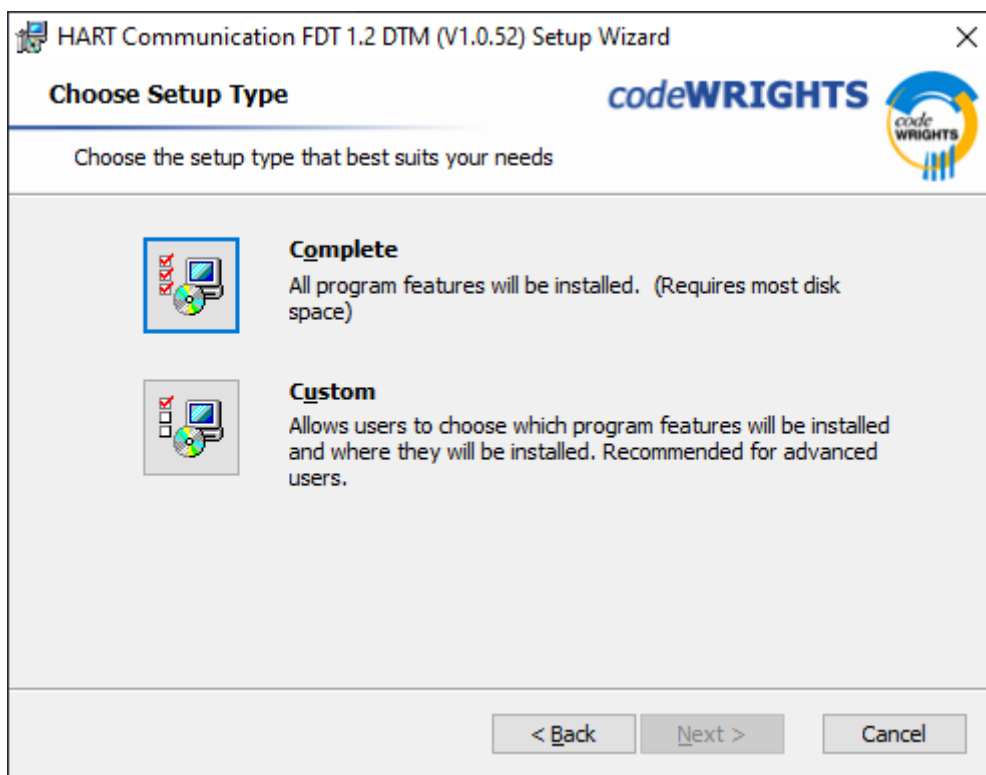 HART Communication FDT 1.2 DTM (V1.0.52) Setup Wizard
Choose Setup Type
codeWRIGHTS
code
WRIGHTS
Choose the setup type that best suits your needs
Complete
All program features will be installed.  (Requires most disk
space)
Custom
Allows users to choose which program features will be installed
and where they will be installed. Recommended for advanced
users.
< Back
Next >
Cancel